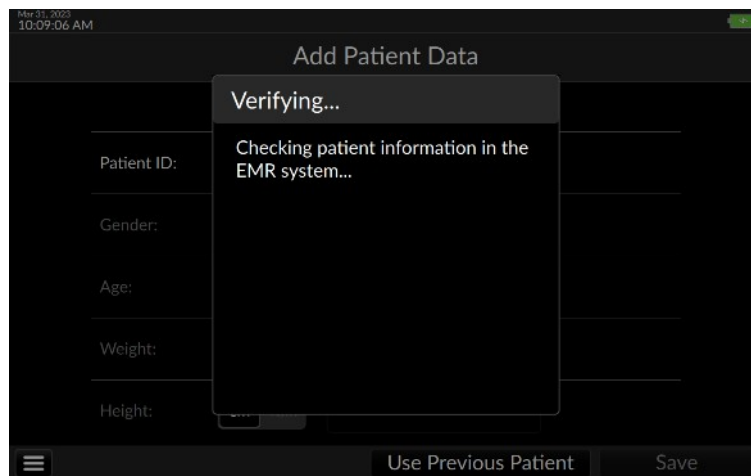 Mar 31, 2023
10:09:06 AM
Add Patient Data
Verifying...
Checking patient information in the
EMR system...
Patient ID:
Gender:
Age:
Weight:
Height:
Use Previous Patient
Save